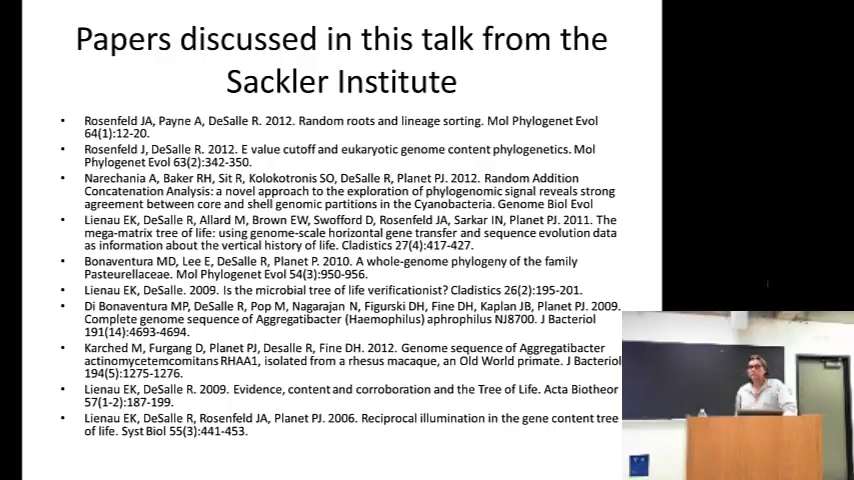 Papers discussed in this talk from the
Sackler Institute
• Rosenfeld JA, Payne A, DeSalle R. 2012. Random roots and lineage sorting. Mol Phylogenet Evol
64(1):12-20.
• Rosenfeld J, DeSalle R. 2012. E value cutoff and eukaryotic genome content phylogenetics. Mol
Phylogenet Evol 63(2):342-350.
• Narechania A, Baker RH, Sit R, Kolokotronis SO, DeSalle R, Planet PJ. 2012. Random Addition
Concatenation Analysis: a novel approach to the exploration of phylogenomic signal reveals strong
agreement between core and shell genomic partitions in the Cyanobacteria. Genome Biol Evol
• Lienau EK, DeSalle R, Allard M, Brown EW, Swofford D, Rosenfeld JA, Sarkar IN, Planet PJ. 2011. The
mega-matrix tree of life: using genome-scale horizontal gene transfer and sequence evolution data
as information about the vertical history of life. Cladistics 27(4):417-427.
• Bonaventura MD, Lee E, DeSalle R, Planet P. 2010. A whole-genome phylogeny of the family
Pasteurellaceae. Mol Phylogenet Evol 54(3):950-956.
• Lienau EK, DeSalle. 2009. Is the microbial tree of life verificationist? Cladistics 26(2):195-201.
• Di Bonaventura MP, DeSalle R, Pop M, Nagarajan N, Figurski DH, Fine DH, Kaplan JB, Planet PJ. 2009.
Complete genome sequence of Aggregatibacter (Haemophilus) aphrophilus NJ8700. J Bacteriol
191(14):4693-4694.
• Karched M, Furgang D, Planet PJ, Desalle R, Fine DH. 2012. Genome sequence of Aggregatibacter
actinomycetemcomitans RHAA1, isolated from a rhesus macaque, an Old World primate. J Bacteriol
194(5):1275-1276.
• Lienau EK, DeSalle R. 2009. Evidence, content and corroboration and the Tree of Life. Acta Biotheor
57(1-2):187-199.
• Lienau EK, DeSalle R, Rosenfeld JA, Planet PJ. 2006. Reciprocal illumination in the gene content tree
of life. Syst Biol 55(3):441-453.